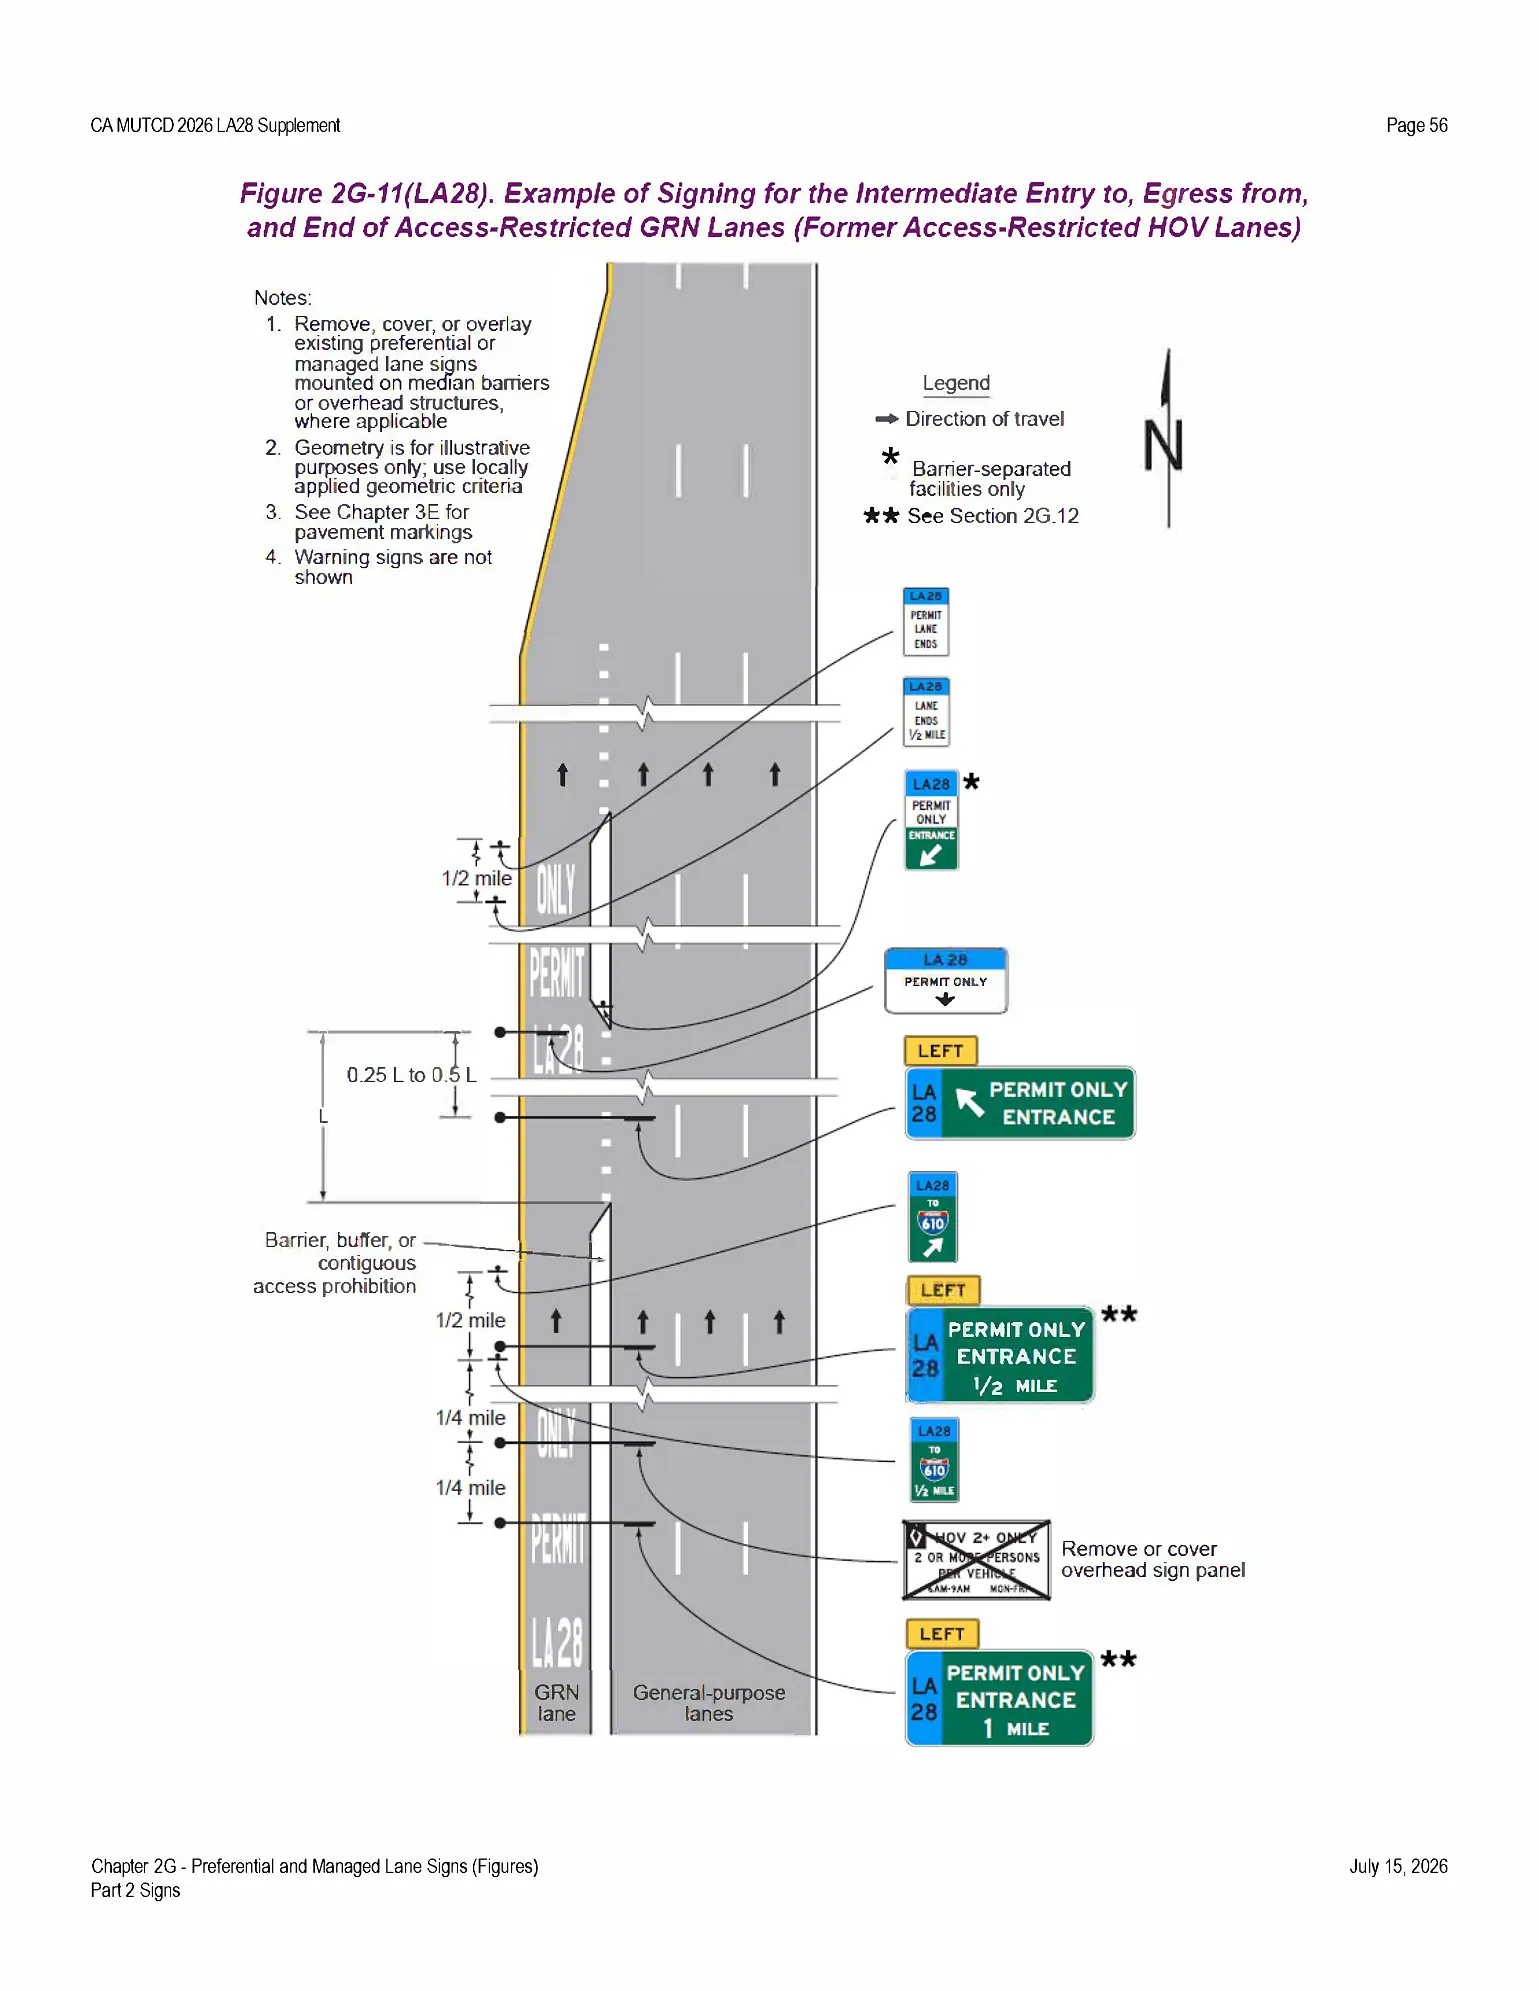 CA MUTCD 2026 LA28 Supplement
Page 56
Figure 2G-11(LA28). Example of Signing for the Intermediate Entry to, Egress from,
and End of Access-Restricted GRN Lanes (Former Access-Restricted HOV Lanes)
Notes:
1. Remove, cover, or overlay
existing preferential or
managed lane signs
mounted on median barriers
or overhead structures,
where applicable
2. Geometry is for illustrative
purposes only; use locally
applied geometric criteria
3. See Chapter 3E for
pavement markings
4. Warning signs are not
shown
Legend
Direction of travel
* Barrier-separated
facilities only
** See Section 2G.12
N
LA28
PERMIT
LANE
ENDS
LA28
LANE
ENDS
1/2 MILE
LA28 *
PERMIT
ONLY
ENTRANCE
1/2 mile
ONLY
PERMIT
LA 28
LA 28
PERMIT ONLY
0.25 L to 0.5 L
L
LEFT
LA
28
PERMIT ONLY
ENTRANCE
LA28
TO
610
Barrier, buffer, or
contiguous
access prohibition
1/2 mile
LEFT
LA
28
PERMIT ONLY
ENTRANCE
1/2 MILE
**
1/4 mile
ONLY
LA28
TO
610
1/2 MILE
1/4 mile
PERMIT
HOV 2+ ONLY
2 OR MORE PERSONS
PER VEHICLE
6AM-9AM MON-FRI
Remove or cover
overhead sign panel
LA 28
LEFT
LA
28
PERMIT ONLY
ENTRANCE
1 MILE
**
GRN
lane
General-purpose
lanes
Chapter 2G - Preferential and Managed Lane Signs (Figures)
Part 2 Signs
July 15, 2026